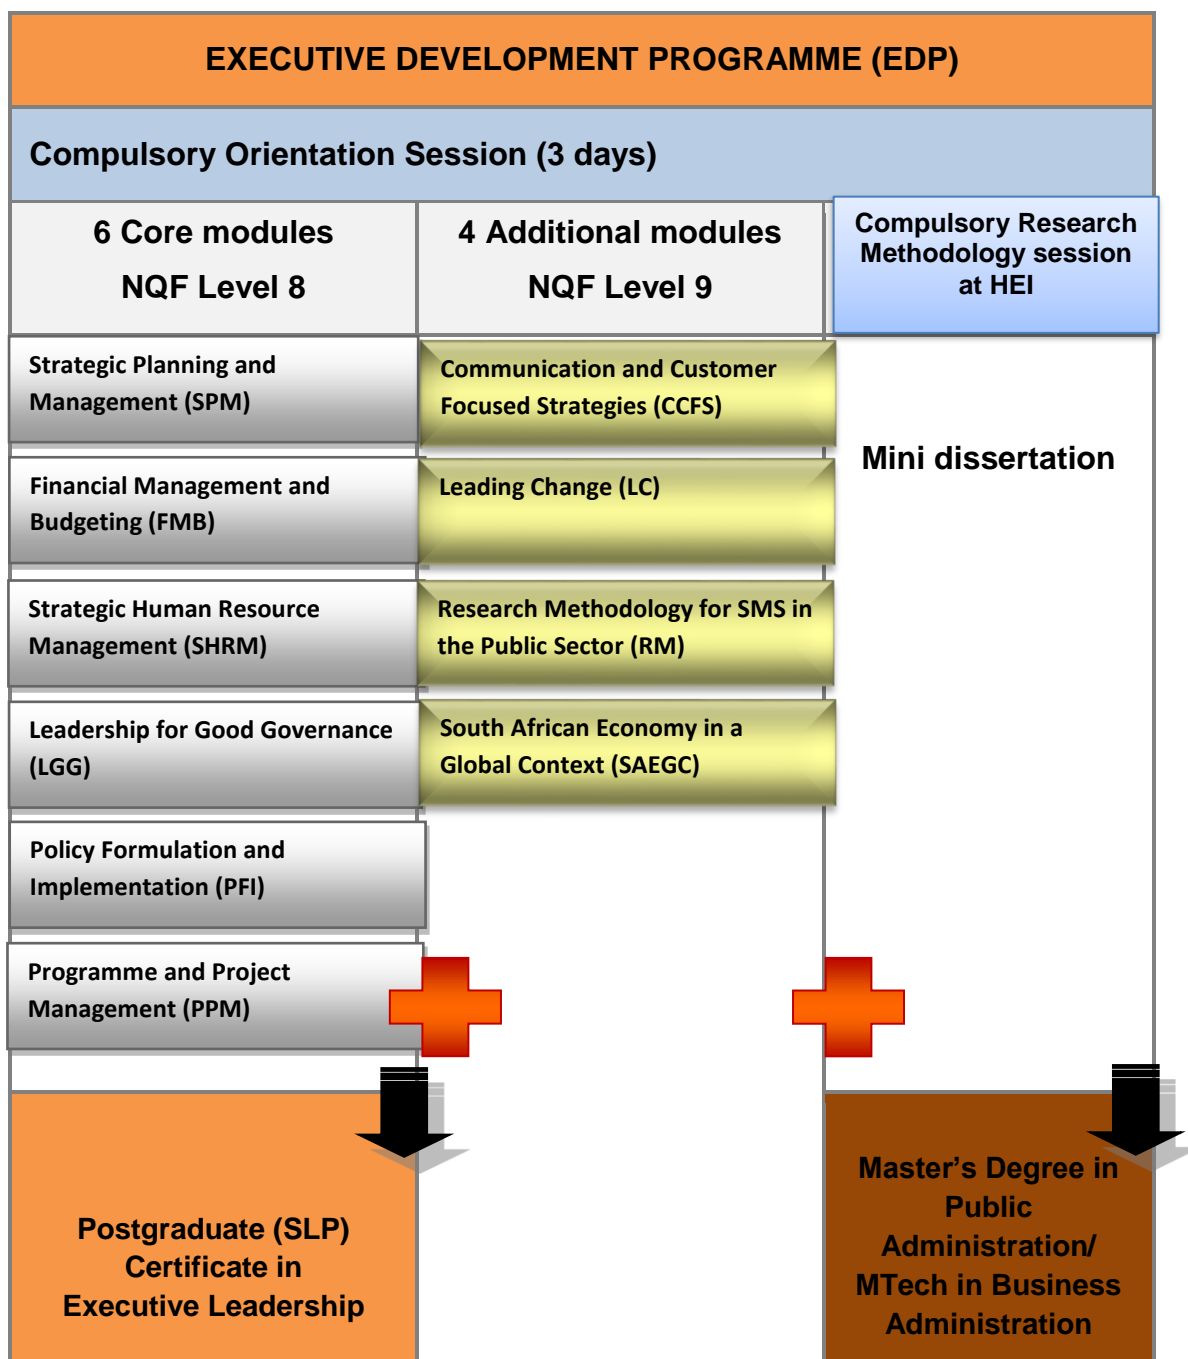 EXECUTIVE DEVELOPMENT PROGRAMME (EDP)
Compulsory Orientation Session (3 days)
6 Core modules
NQF Level 8
4 Additional modules
NQF Level 9
Compulsory Research
Methodology session
at HEI
Strategic Planning and
Management (SPM)
Financial Management and
Budgeting (FMB)
Strategic Human Resource
Management (SHRM)
Leadership for Good Governance
(LGG)
Policy Formulation and
Implementation (PFI)
Programme and Project
Management (PPM)
Communication and Customer
Focused Strategies (CCFS)
Leading Change (LC)
Research Methodology for SMS in
the Public Sector (RM)
South African Economy in a
Global Context (SAEGC)
Mini dissertation
Postgraduate (SLP)
Certificate in
Executive Leadership
Master’s Degree in
Public
Administration/
MTech in Business
Administration